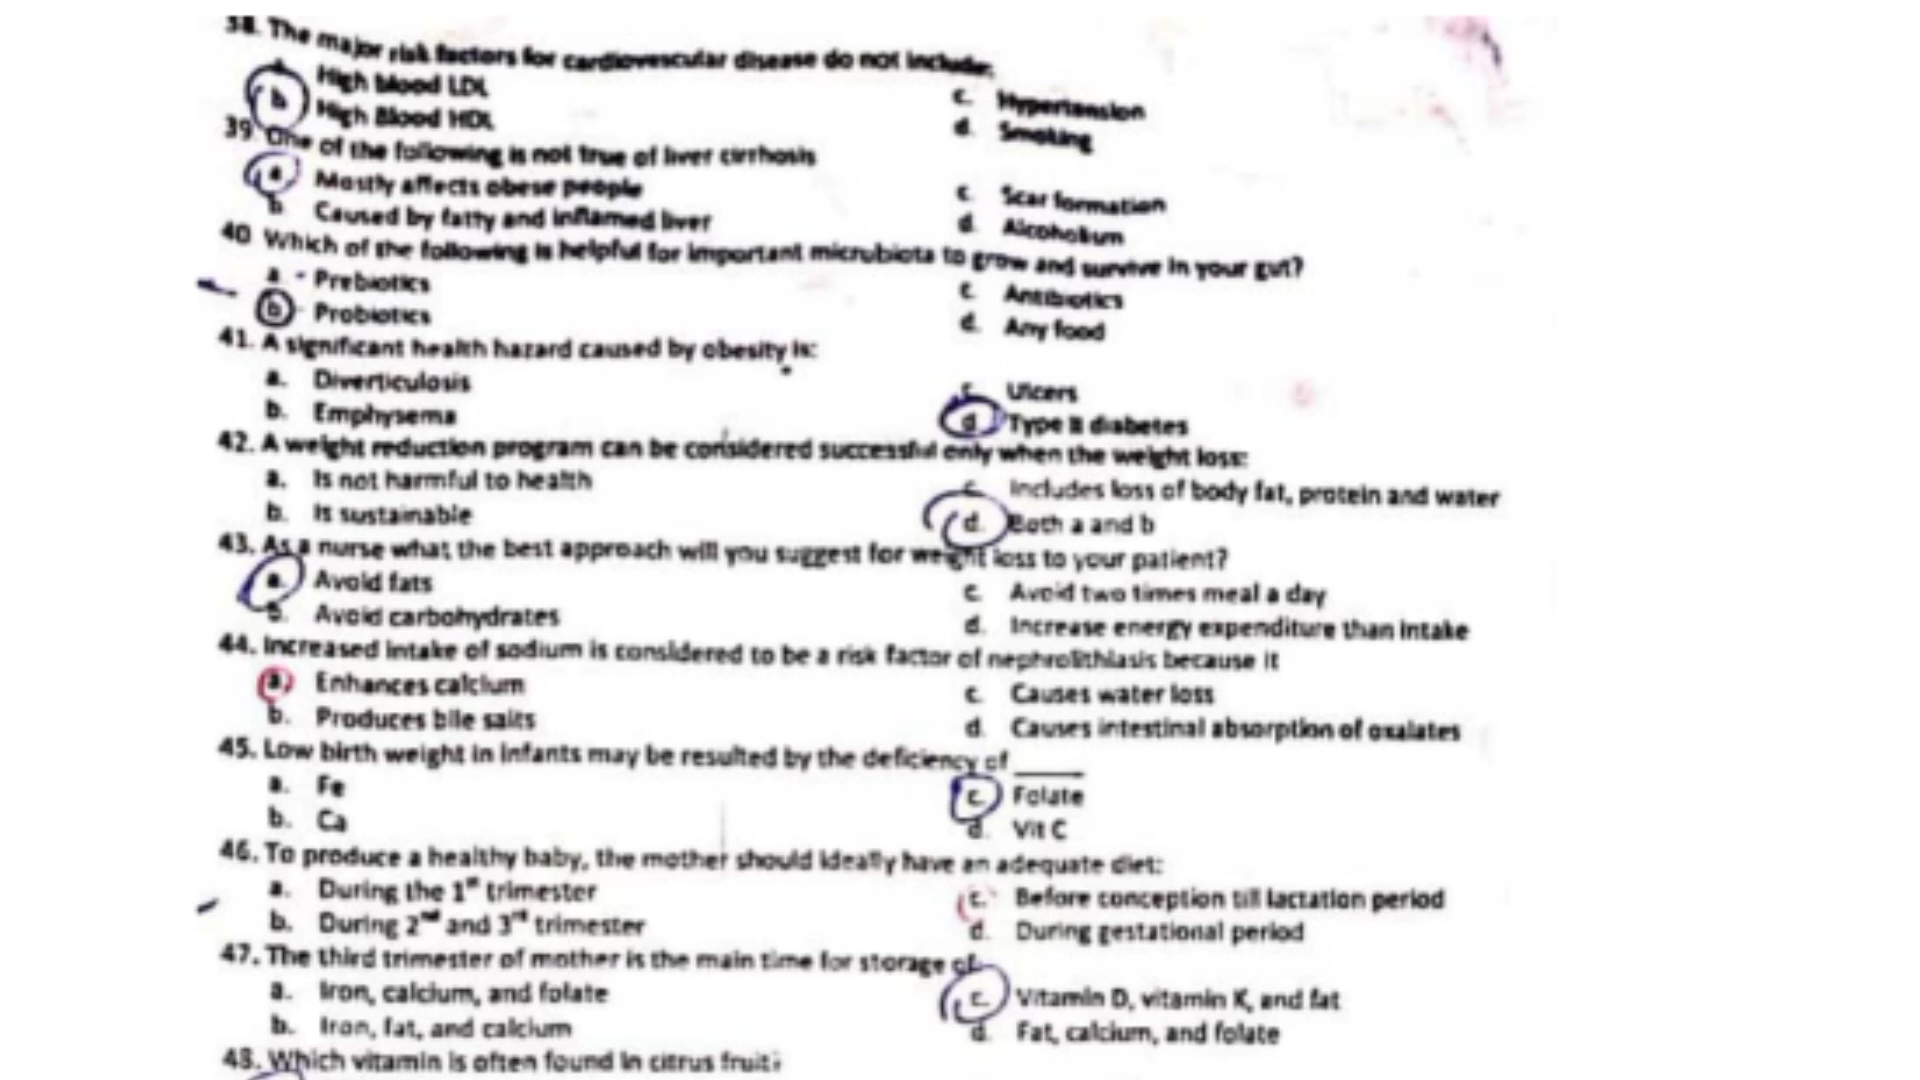 38. The major risk factors for cardiovescular disease do not include:
a. High blood LDL
c. Hypertension
b. High Blood HDL
d. Smoking
39. One of the following is not true of liver cirrhosis
a. Mostly affects obese people
c. Scar formation
b. Caused by fatty and inflamed liver
d. Alcoholism
40. Which of the following is helpful for important microbiota to grow and survive in your gut?
a. Prebiotics
c. Antibiotics
b. Probiotics
d. Any food
41. A significant health hazard caused by obesity is:
a. Diverticulosis
c. Ulcers
b. Emphysema
d. Type II diabetes
42. A weight reduction program can be considered successful only when the weight loss:
a. Is not harmful to health
c. Includes loss of body fat, protein and water
b. Is sustainable
d. Both a and b
43. As a nurse what the best approach will you suggest for weight loss to your patient?
a. Avoid fats
c. Avoid two times meal a day
b. Avoid carbohydrates
d. Increase energy expenditure than intake
44. Increased intake of sodium is considered to be a risk factor of nephrolithiasis because it
a. Enhances calcium
c. Causes water loss
b. Produces bile salts
d. Causes intestinal absorption of oxalates
45. Low birth weight in infants may be resulted by the deficiency of ______
a. Fe
c. Folate
b. Ca
d. Vit C
46. To produce a healthy baby, the mother should ideally have an adequate diet:
a. During the 1st trimester
c. Before conception till lactation period
b. During 2nd and 3rd trimester
d. During gestational period
47. The third trimester of mother is the main time for storage of:
a. Iron, calcium, and folate
c. Vitamin D, vitamin K, and fat
b. Iron, fat, and calcium
d. Fat, calcium, and folate
48. Which vitamin is often found in citrus fruit: